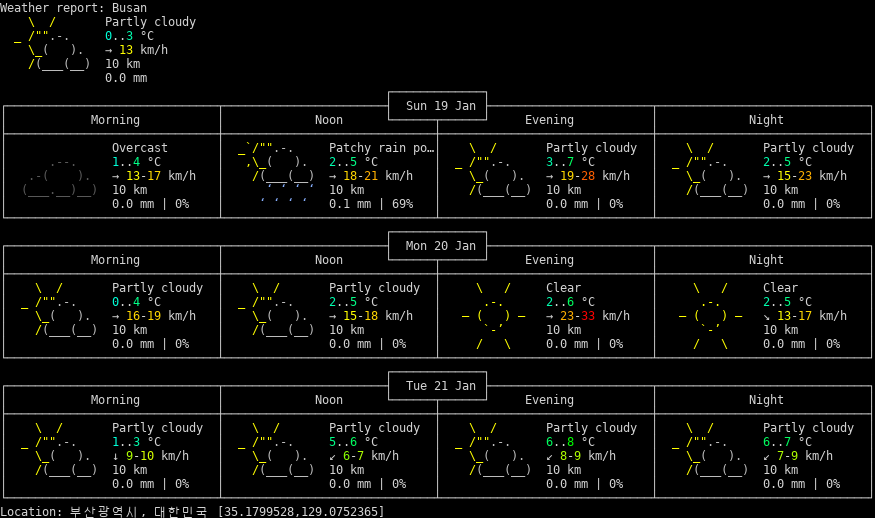 Weather report: Busan
Partly cloudy
0..3 °C
→ 13 km/h
10 km
0.0 mm
Sun 19 Jan
Morning Noon Evening Night
Overcast Patchy rain po… Partly cloudy Partly cloudy
1..4 °C 2..5 °C 3..7 °C 2..5 °C
→ 13-17 km/h → 18-21 km/h → 19-28 km/h → 15-23 km/h
10 km 10 km 10 km 10 km
0.0 mm | 0% 0.1 mm | 69% 0.0 mm | 0% 0.0 mm | 0%
Mon 20 Jan
Morning Noon Evening Night
Partly cloudy Partly cloudy Clear Clear
0..4 °C 2..5 °C 2..6 °C 2..5 °C
→ 16-19 km/h → 15-18 km/h → 23-33 km/h ↘ 13-17 km/h
10 km 10 km 10 km 10 km
0.0 mm | 0% 0.0 mm | 0% 0.0 mm | 0% 0.0 mm | 0%
Tue 21 Jan
Morning Noon Evening Night
Partly cloudy Partly cloudy Partly cloudy Partly cloudy
1..3 °C 5..6 °C 6..8 °C 6..7 °C
↓ 9-10 km/h ↙ 6-7 km/h ↙ 8-9 km/h ↙ 7-9 km/h
10 km 10 km 10 km 10 km
0.0 mm | 0% 0.0 mm | 0% 0.0 mm | 0% 0.0 mm | 0%
Location: 부산광역시, 대한민국 [35.1799528,129.0752365]